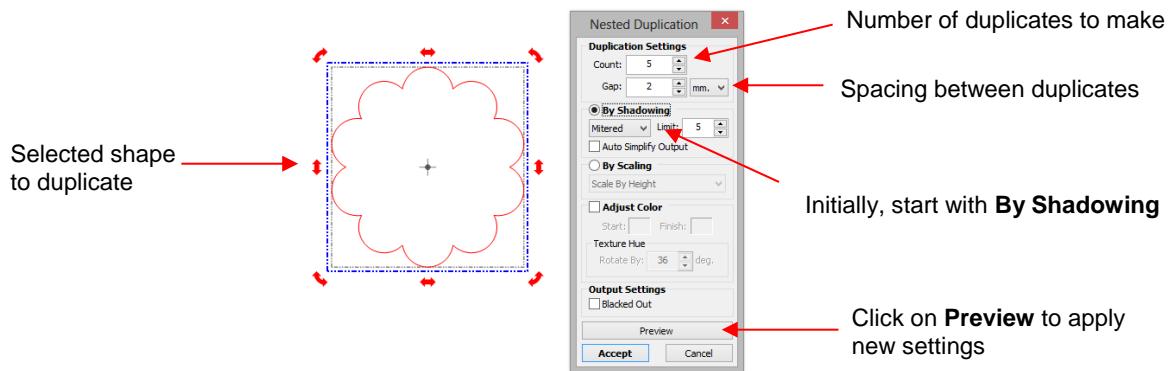 Selected shape
to duplicate
Nested Duplication
Duplication Settings
Count: 5
Gap: 2 mm.
By Shadowing
Mitered Limit: 5
Auto Simplify Output
By Scaling
Scale By Height
Adjust Color
Start: Finish:
Texture Hue
Rotate By: 36 deg.
Output Settings
Blacked Out
Preview
Accept Cancel
Number of duplicates to make
Spacing between duplicates
Initially, start with By Shadowing
Click on Preview to apply
new settings